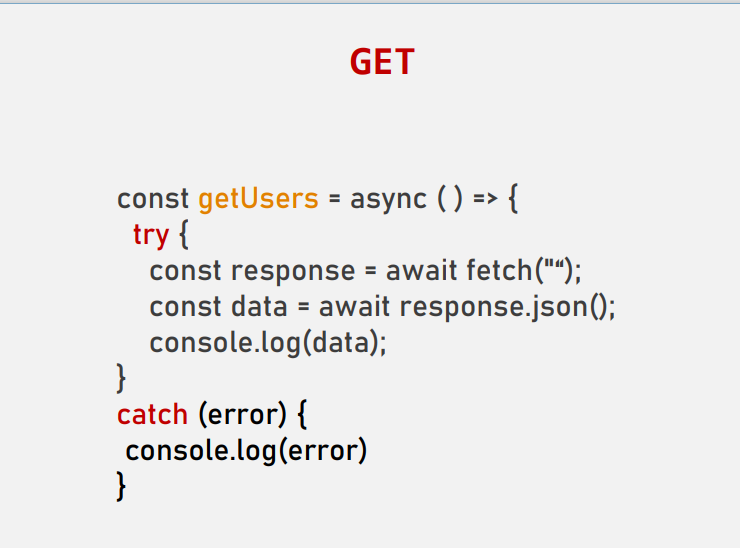 GET
const getUsers = async ( ) => {
try {
const response = await fetch("“);
const data = await response.json();
console.log(data);
}
catch (error) {
console.log(error)
}